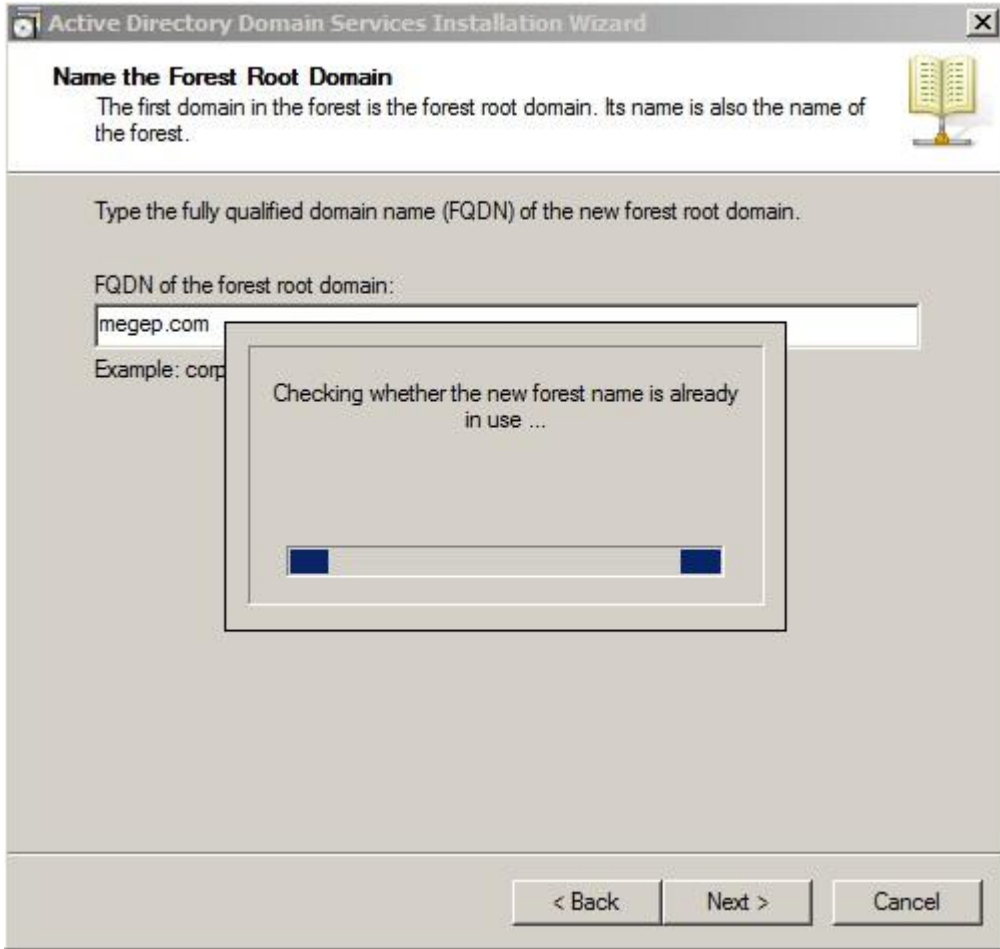 Active Directory Domain Services Installation Wizard
Name the Forest Root Domain
The first domain in the forest is the forest root domain. Its name is also the name of
the forest.
Type the fully qualified domain name (FQDN) of the new forest root domain.
FQDN of the forest root domain:
megep.com
Example: corp
Checking whether the new forest name is already
in use ...
< Back
Next >
Cancel